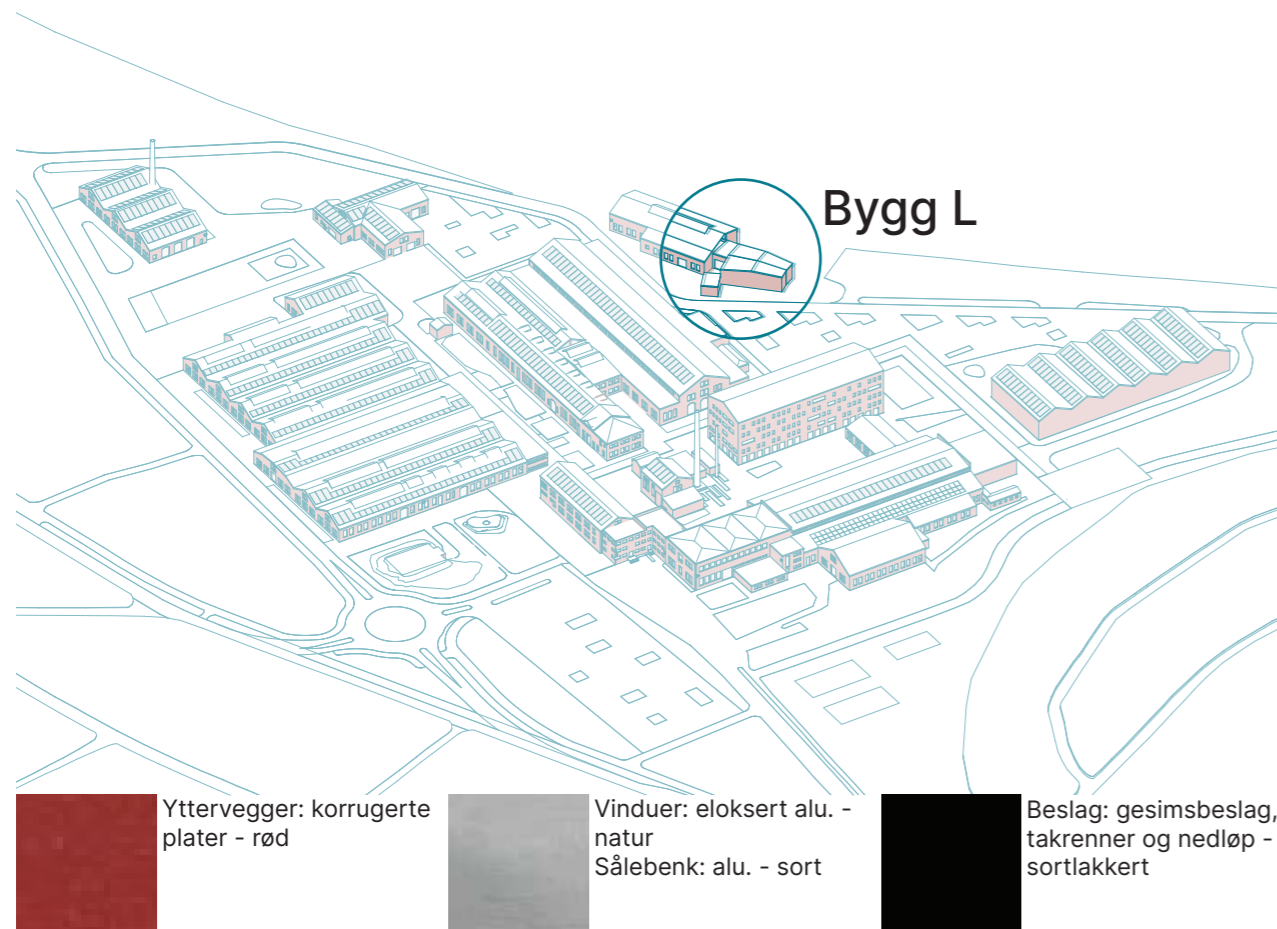 Bygg L
Yttervegger: korrugerte
plater - rød
Vinduer: eloksert alu. -
natur
Sålebenk: alu. - sort
Beslag: gesimsbeslag,
takrenner og nedløp -
sortlakkert